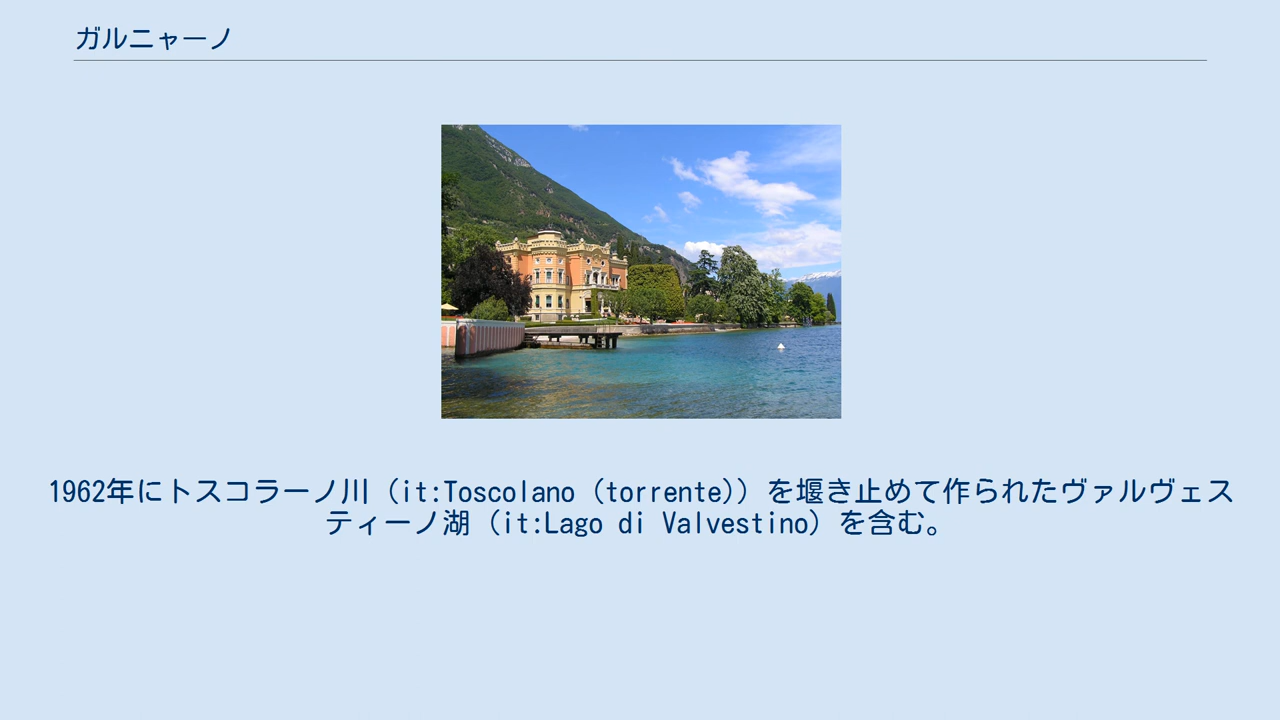 ガルニャーノ
1962年にトスコラーノ川（it:Toscolano (torrente)）を堰き止めて作られたヴァルヴェス
ティーノ湖（it:Lago di Valvestino）を含む。